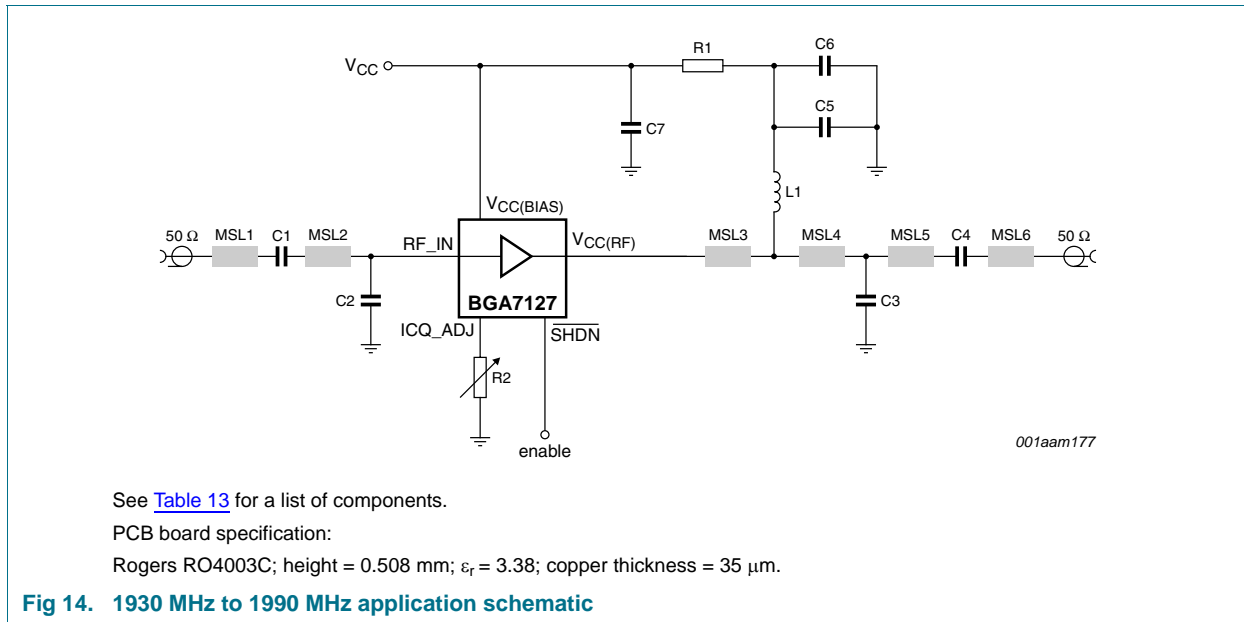 R1
C6
V_CC
C5
C7
L1
V_CC(BIAS)
50 Ω MSL1 C1 MSL2 RF_IN V_CC(RF) MSL3 MSL4 MSL5 C4 MSL6 50 Ω
C2
BGA7127
C3
ICQ_ADJ
SHDN
R2
enable
001aam177
See Table 13 for a list of components.
PCB board specification:
Rogers RO4003C; height = 0.508 mm; εr = 3.38; copper thickness = 35 μm.
Fig 14. 1930 MHz to 1990 MHz application schematic